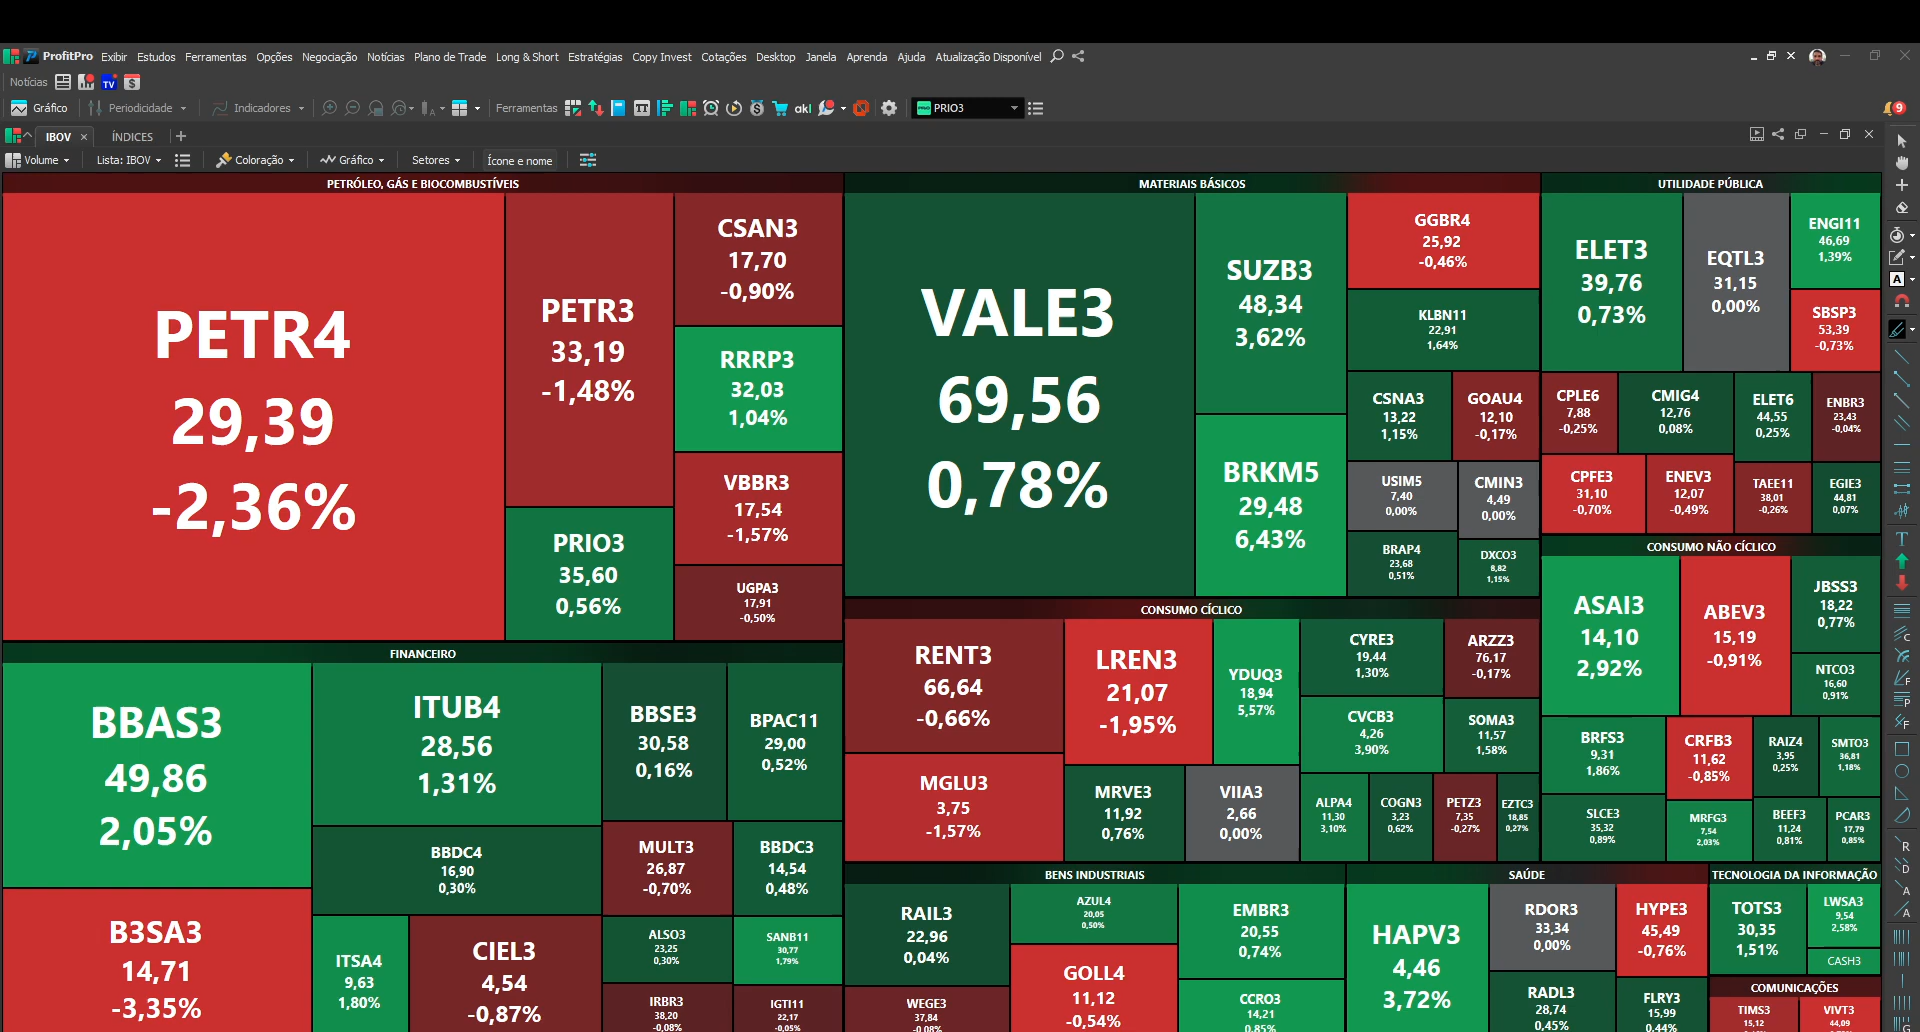 ProfitPro Exibir Estudos Ferramentas Opções Negociação Notícias Plano de Trade Long & Short Estratégias Copy Invest Cotações Desktop Janela Aprenda Ajuda Atualização Disponível
Notícias
TV
$
Gráfico Periodicidade Indicadores Ferramentas akl PRIO3 9
IBOV ÍNDICES
Volume Lista: IBOV Coloração Gráfico Setores Ícone e nome
PETRÓLEO, GÁS E BIOCOMBUSTÍVEIS
PETR4
29,39
-2,36%
PETR3
33,19
-1,48%
PRIO3
35,60
0,56%
CSAN3
17,70
-0,90%
RRRP3
32,03
1,04%
VBBR3
17,54
-1,57%
UGPA3
17,91
-0,50%
FINANCEIRO
BBAS3
49,86
2,05%
B3SA3
14,71
-3,35%
ITUB4
28,56
1,31%
BBDC4
16,90
0,30%
ITSA4
9,63
1,80%
CIEL3
4,54
-0,87%
BBSE3
30,58
0,16%
BPAC11
29,00
0,52%
MULT3
26,87
-0,70%
BBDC3
14,54
0,48%
ALSO3
23,25
0,30%
SANB11
30,77
1,79%
IRBR3
38,20
-0,08%
IGTI11
22,17
-0,05%
MATERIAIS BÁSICOS
VALE3
69,56
0,78%
SUZB3
48,34
3,62%
BRKM5
29,48
6,43%
GGBR4
25,92
-0,46%
KLBN11
22,91
1,64%
CSNA3
13,22
1,15%
GOAU4
12,10
-0,17%
USIM5
7,40
0,00%
CMIN3
4,49
0,00%
BRAP4
23,68
0,51%
DXCO3
8,82
1,15%
CONSUMO CÍCLICO
RENT3
66,64
-0,66%
MGLU3
3,75
-1,57%
LREN3
21,07
-1,95%
YDUQ3
18,94
5,57%
MRVE3
11,92
0,76%
VIIA3
2,66
0,00%
CYRE3
19,44
1,30%
ARZZ3
76,17
-0,17%
CVCB3
4,26
3,90%
SOMA3
11,57
1,58%
ALPA4
11,30
3,10%
COGN3
3,23
0,62%
PETZ3
7,35
-0,27%
EZTC3
18,85
0,27%
BENS INDUSTRIAIS
RAIL3
22,96
0,04%
WEGE3
37,84
-0,08%
AZUL4
20,05
0,50%
GOLL4
11,12
-0,54%
EMBR3
20,55
0,74%
CCRO3
14,21
0,85%
SAÚDE
HAPV3
4,46
3,72%
RDOR3
33,34
0,00%
RADL3
28,74
0,45%
HYPE3
45,49
-0,76%
FLRY3
15,99
0,44%
UTILIDADE PÚBLICA
ELET3
39,76
0,73%
EQTL3
31,15
0,00%
ENGI11
46,69
1,39%
SBSP3
53,39
-0,73%
CPLE6
7,88
-0,25%
CMIG4
12,76
0,08%
ELET6
44,55
0,25%
ENBR3
23,43
-0,04%
CPFE3
31,10
-0,70%
ENEV3
12,07
-0,49%
TAEE11
38,01
-0,26%
EGIE3
44,81
0,07%
CONSUMO NÃO CÍCLICO
ASAI3
14,10
2,92%
ABEV3
15,19
-0,91%
JBSS3
18,22
0,77%
NTCO3
16,60
0,91%
BRFS3
9,31
1,86%
CRFB3
11,62
-0,85%
RAIZ4
3,95
0,25%
SMTO3
36,81
1,18%
SLCE3
35,32
0,89%
MRFG3
7,54
2,03%
BEEF3
11,24
0,81%
PCAR3
17,79
0,85%
TECNOLOGIA DA INFORMAÇÃO
TOTS3
30,35
1,51%
LWSA3
9,54
2,58%
CASH3
COMUNICAÇÕES
TIMS3
15,12
VIVT3
44,09